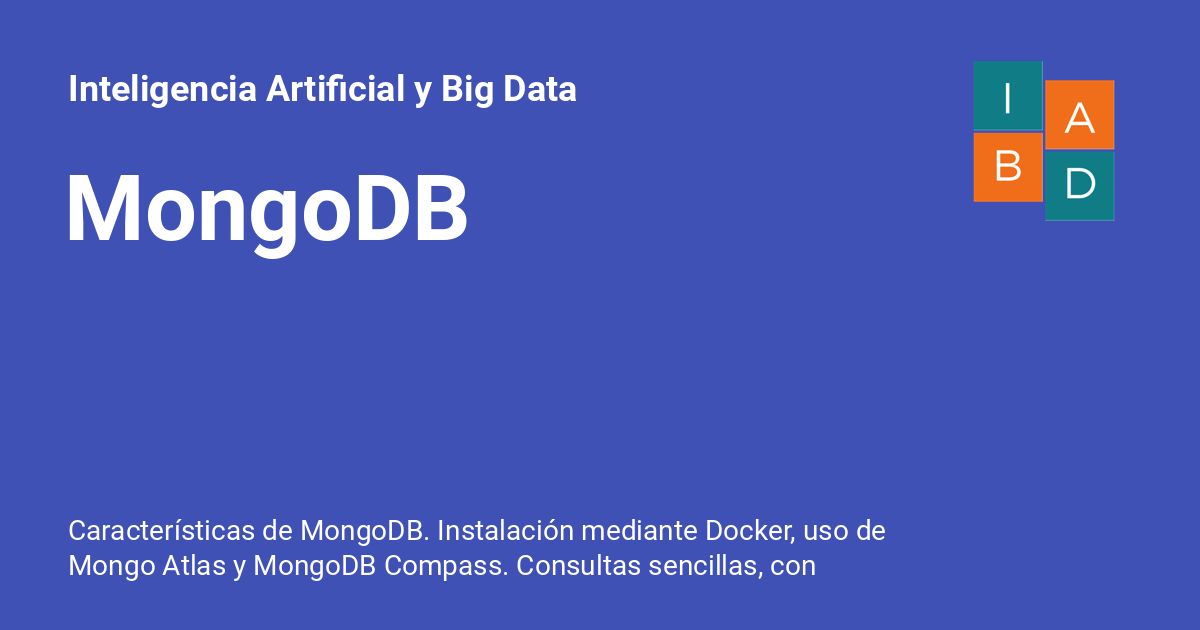 Inteligencia Artificial y Big Data
MongoDB
I
A
B
D
Características de MongoDB. Instalación mediante Docker, uso de
Mongo Atlas y MongoDB Compass. Consultas sencillas, con